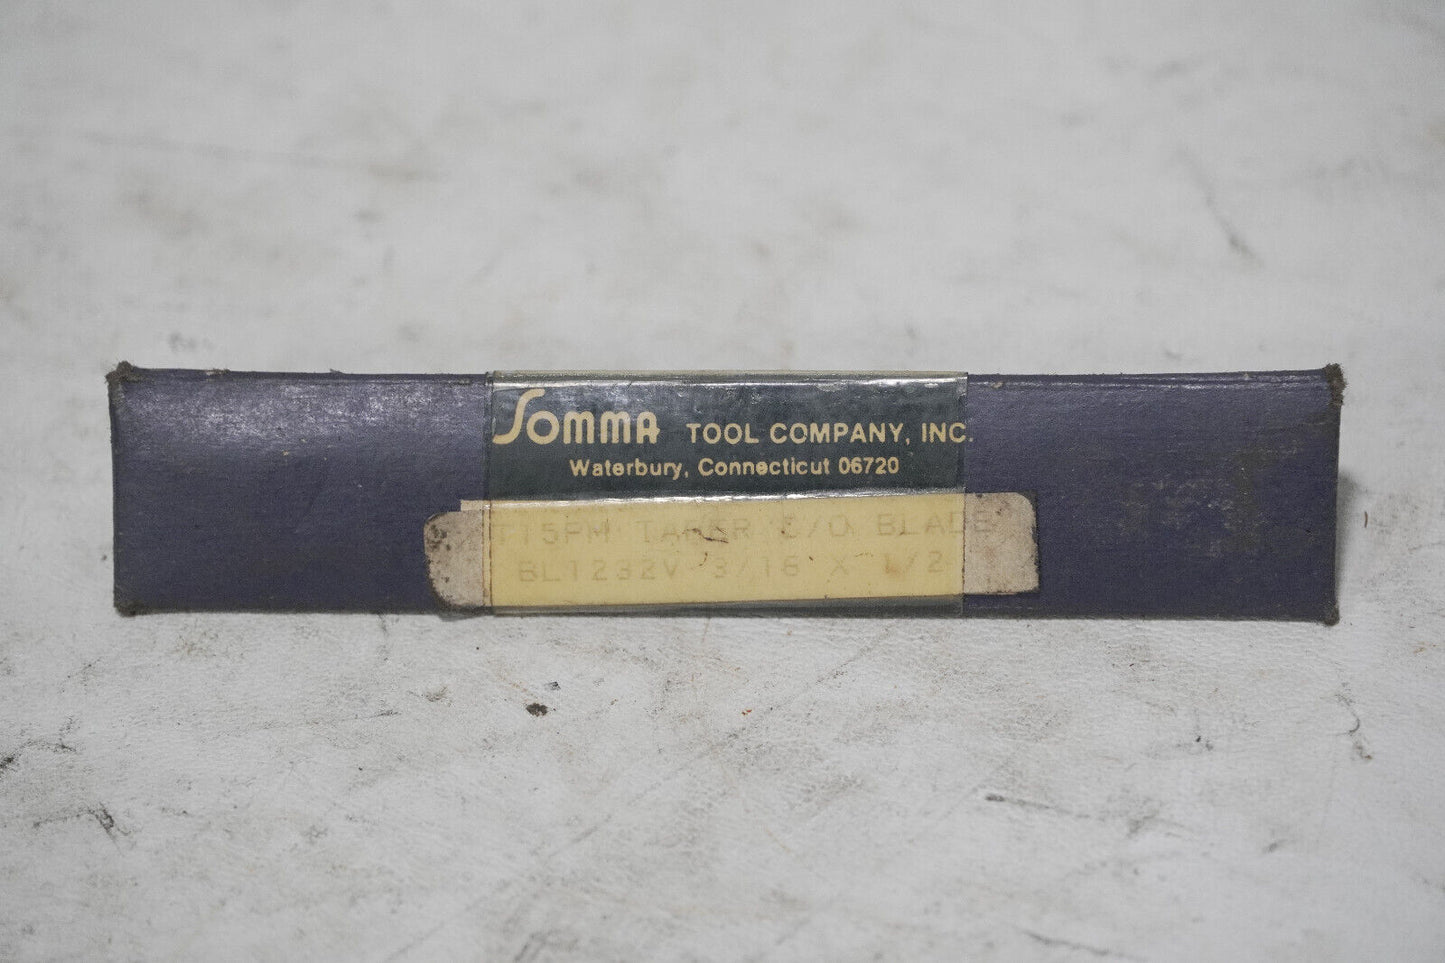 Somma TOOL COMPANY, INC.
Waterbury, Connecticut 06720
T15PM TAPER C/O BLADE
BL1232V 3/16 X 1/2